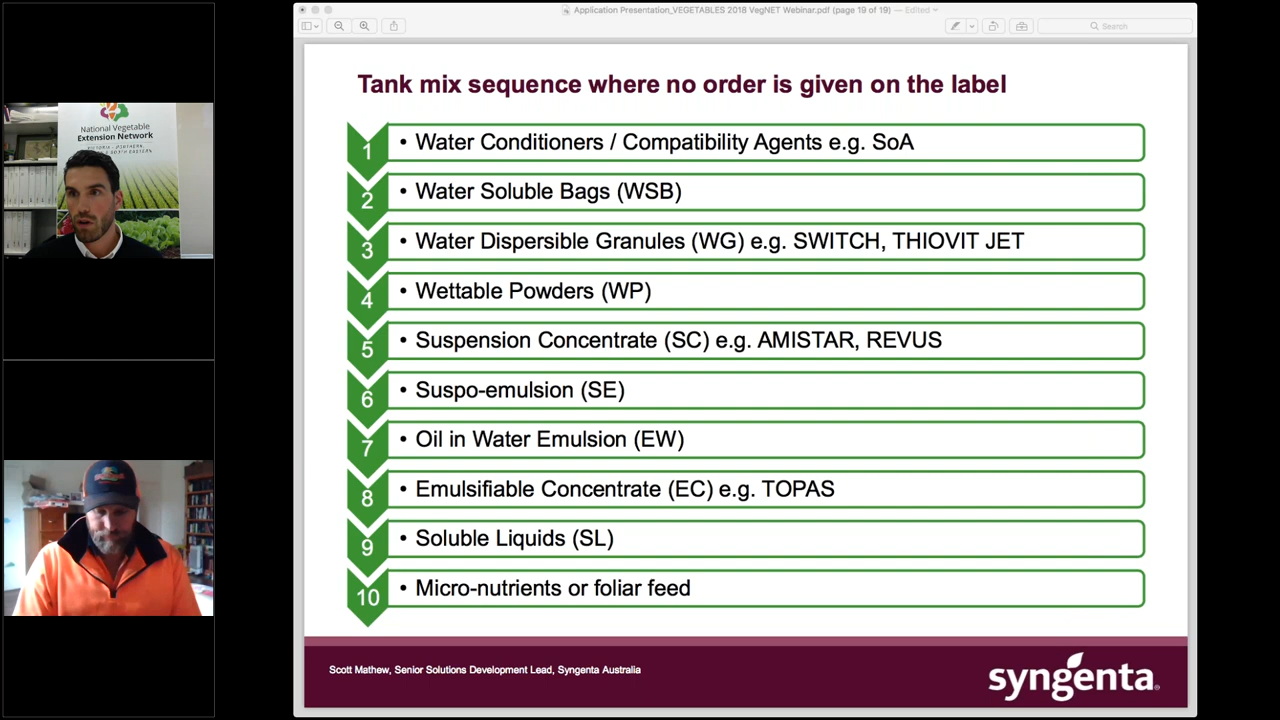 Application Presentation_VEGETABLES 2018 VegNET Webinar.pdf (page 19 of 19) — Edited
Search
National Vegetable
Extension Network
Tank mix sequence where no order is given on the label
1 • Water Conditioners / Compatibility Agents e.g. SoA
2 • Water Soluble Bags (WSB)
3 • Water Dispersible Granules (WG) e.g. SWITCH, THIOVIT JET
4 • Wettable Powders (WP)
5 • Suspension Concentrate (SC) e.g. AMISTAR, REVUS
6 • Suspo-emulsion (SE)
7 • Oil in Water Emulsion (EW)
8 • Emulsifiable Concentrate (EC) e.g. TOPAS
9 • Soluble Liquids (SL)
10 • Micro-nutrients or foliar feed
Scott Mathew, Senior Solutions Development Lead, Syngenta Australia
syngenta